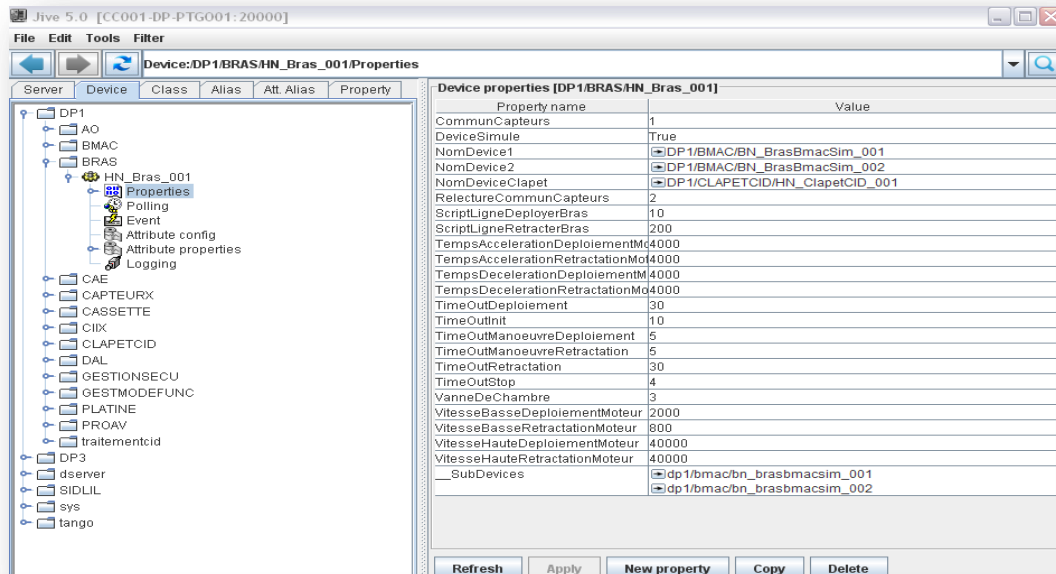 Jive 5.0 [CC001-DP-PTGO01:20000]
File Edit Tools Filter
Device:/DP1/BRAS/HN_Bras_001/Properties
Server Device Class Alias Att. Alias Property
DP1
AO
BMAC
BRAS
HN_Bras_001
Properties
Polling
Event
Attribute config
Attribute properties
Logging
CAE
CAPTEURX
CASSETTE
CIIX
CLAPETCID
DAL
GESTIONSECU
GESTMODEFUNC
PLATINE
PROAV
traitementcid
DP3
dserver
SIDLIL
sys
tango
Device properties [DP1/BRAS/HN_Bras_001]
Property name Value
CommunCapteurs 1
DeviceSimule True
NomDevice1 DP1/BMAC/BN_BrasBmacSim_001
NomDevice2 DP1/BMAC/BN_BrasBmacSim_002
NomDeviceClapet DP1/CLAPETCID/HN_ClapetCID_001
RelectureCommunCapteurs 2
ScriptLigneDeployerBras 10
ScriptLigneRetracterBras 200
TempsAccelerationDeploiementMo 4000
TempsAccelerationRetractationMot 4000
TempsDecelerationDeploiementM 4000
TempsDecelerationRetractationMo 4000
TimeOutDeploiement 30
TimeOutInit 10
TimeOutManoeuvreDeploiement 5
TimeOutManoeuvreRetractation 5
TimeOutRetractation 30
TimeOutStop 4
VanneDeChambre 3
VitesseBasseDeploiementMoteur 2000
VitesseBasseRetractationMoteur 800
VitesseHauteDeploiementMoteur 40000
VitesseHauteRetractationMoteur 40000
__SubDevices dp1/bmac/bn_brasbmacsim_001
dp1/bmac/bn_brasbmacsim_002
Refresh Apply New property Copy Delete